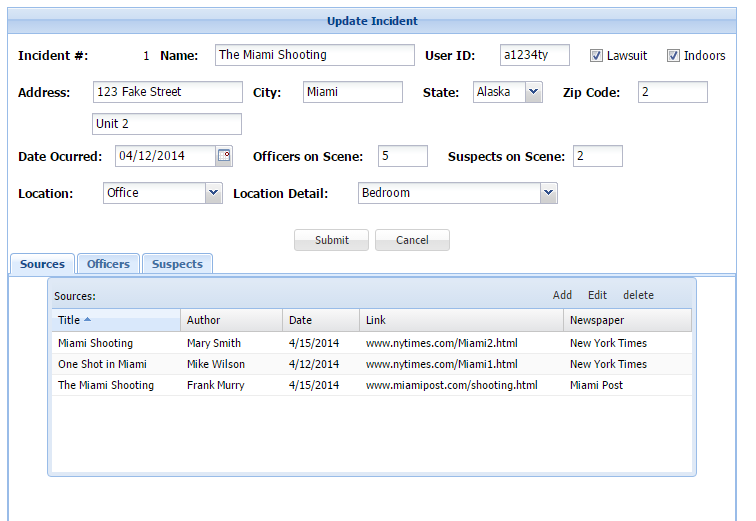 Update Incident
Incident #: 1 Name: The Miami Shooting User ID: a1234ty Lawsuit Indoors
Address: 123 Fake Street City: Miami State: Alaska Zip Code: 2
Unit 2
Date Ocurred: 04/12/2014 Officers on Scene: 5 Suspects on Scene: 2
Location: Office Location Detail: Bedroom
Submit Cancel
Sources Officers Suspects
Sources: Add Edit delete
Title Author Date Link Newspaper
Miami Shooting Mary Smith 4/15/2014 www.nytimes.com/Miami2.html New York Times
One Shot in Miami Mike Wilson 4/12/2014 www.nytimes.com/Miami1.html New York Times
The Miami Shooting Frank Murry 4/15/2014 www.miamipost.com/shooting.html Miami Post